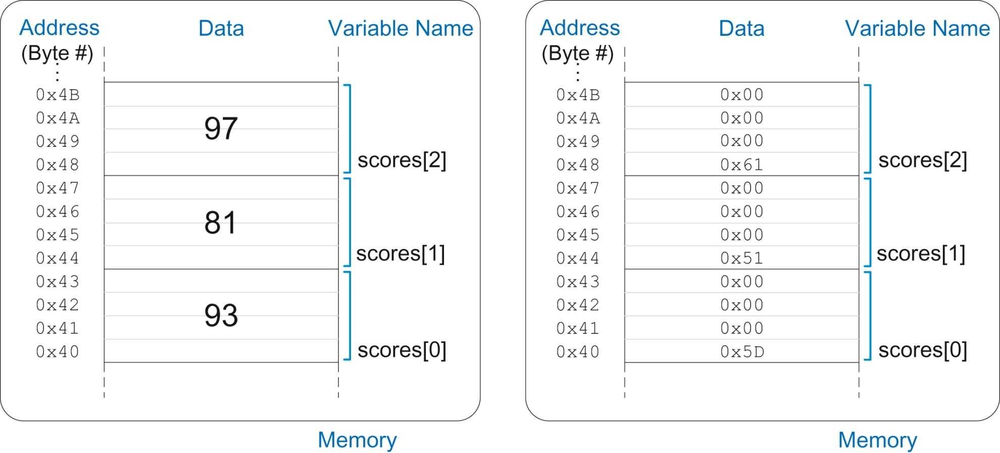 Address Data Variable Name
(Byte #)
⋮
0x4B
0x4A
97
0x49
0x48 scores[2]
0x47
0x46
81
0x45
0x44 scores[1]
0x43
0x42
93
0x41
0x40 scores[0]
Memory
Address Data Variable Name
(Byte #)
⋮
0x4B 0x00
0x4A 0x00
0x49 0x00
0x48 0x61 scores[2]
0x47 0x00
0x46 0x00
0x45 0x00
0x44 0x51 scores[1]
0x43 0x00
0x42 0x00
0x41 0x00
0x40 0x5D scores[0]
Memory